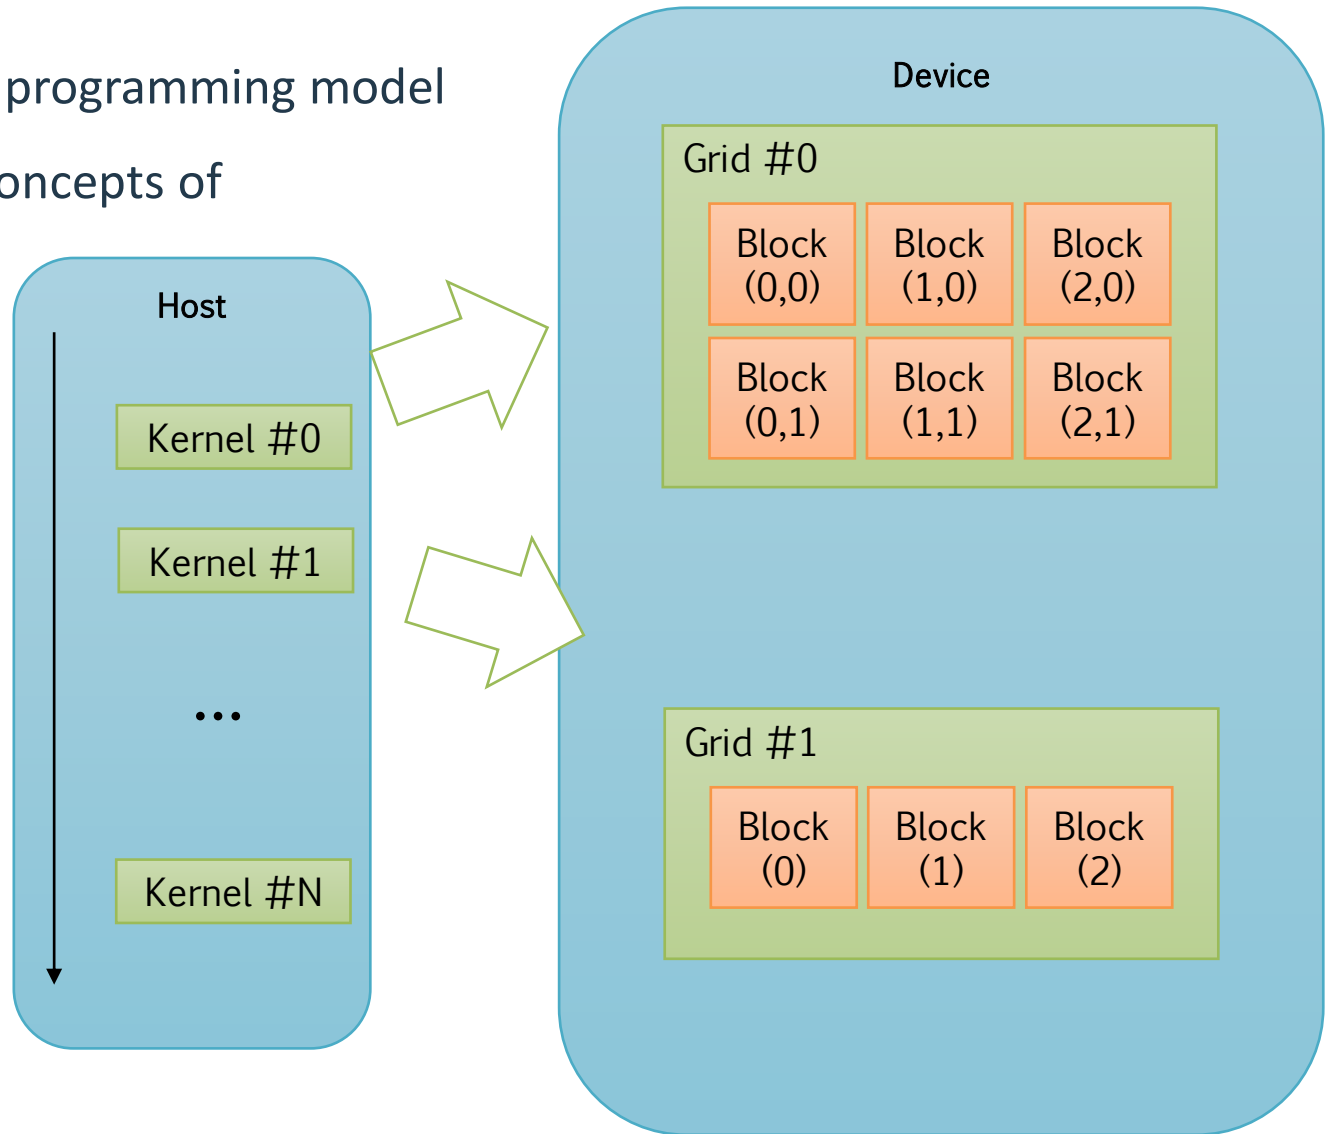 programming model
oncepts of
Host
Kernel #0
Kernel #1
...
Kernel #N
Device
Grid #0
Block
(0,0)
Block
(1,0)
Block
(2,0)
Block
(0,1)
Block
(1,1)
Block
(2,1)
Grid #1
Block
(0)
Block
(1)
Block
(2)